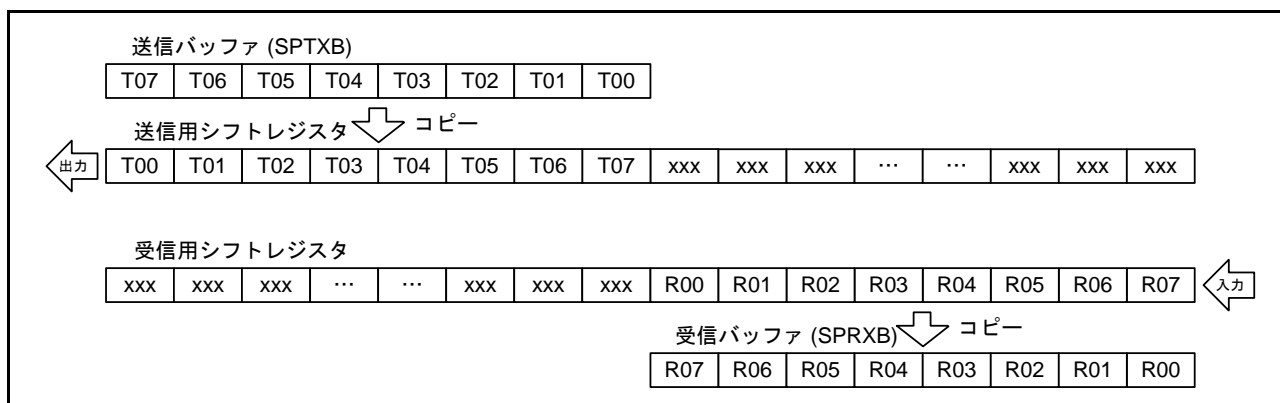 送信バッファ (SPTXB)
T07 T06 T05 T04 T03 T02 T01 T00
コピー
送信用シフトレジスタ
出力 T00 T01 T02 T03 T04 T05 T06 T07 xxx xxx xxx … … xxx xxx xxx
受信用シフトレジスタ
xxx xxx xxx … … xxx xxx xxx R00 R01 R02 R03 R04 R05 R06 R07 入力
コピー
受信バッファ (SPRXB)
R07 R06 R05 R04 R03 R02 R01 R00